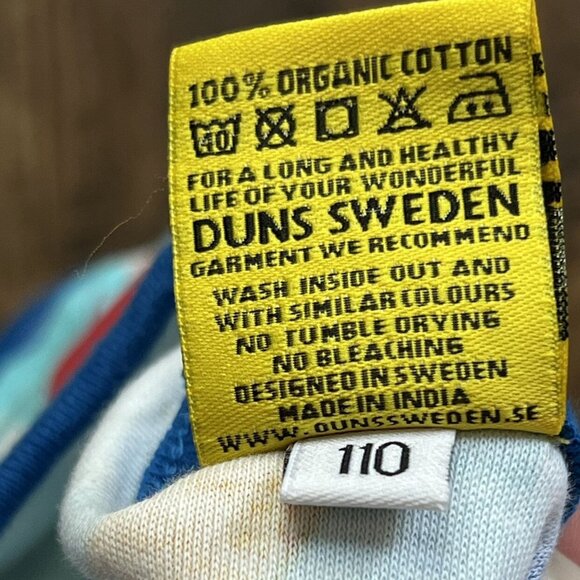 100% ORGANIC COTTON
40
FOR A LONG AND HEALTHY
LIFE OF YOUR WONDERFUL
DUNS SWEDEN
GARMENT WE RECOMMEND
WASH INSIDE OUT AND
WITH SIMILAR COLOURS
NO TUMBLE DRYING
NO BLEACHING
DESIGNED IN SWEDEN
MADE IN INDIA
WWW.DUNSSWEDEN.SE
110